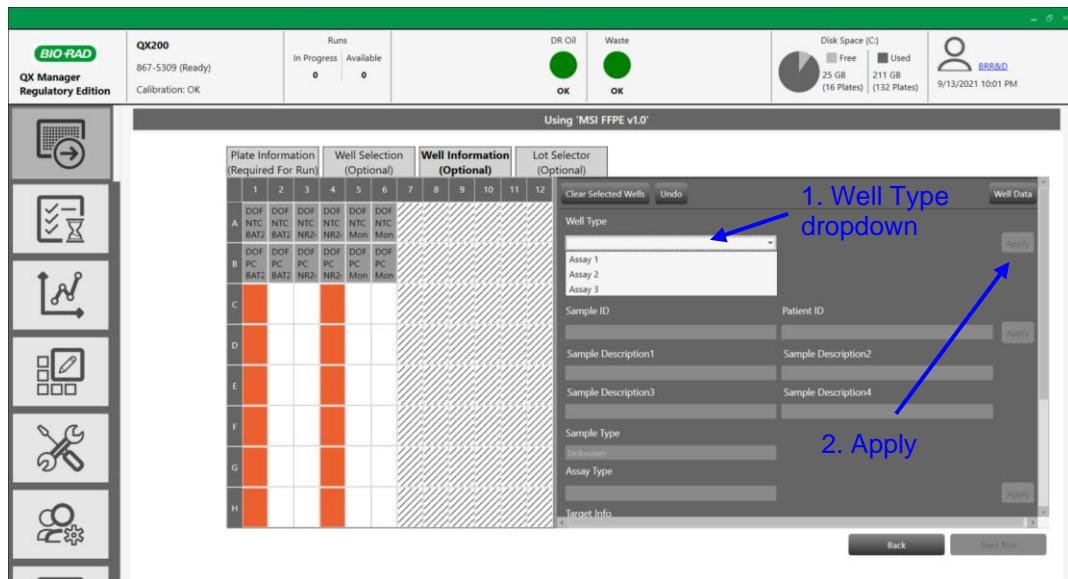 BIO-RAD
QX Manager
Regulatory Edition
QX200
867-5309 (Ready)
Calibration: OK
Runs
In Progress Available
0 0
DR Oil Waste
OK OK
Disk Space (C:)
Free Used
25 GB 211 GB
(16 Plates) (132 Plates)
BRR&D
9/13/2021 10:01 PM
Using 'MSI FFPE v1.0'
Plate Information Well Selection Well Information Lot Selector
(Required For Run) (Optional) (Optional) (Optional)
1 2 3 4 5 6 7 8 9 10 11 12
A
DOF DOF DOF DOF DOF DOF
NTC NTC NTC NTC NTC NTC
BAT2 BAT2 NR2- NR2- Mon Mon
B
DOF DOF DOF DOF DOF DOF
PC PC PC PC PC PC
BAT2 BAT2 NR2- NR2- Mon Mon
C
D
E
F
G
H
Clear Selected Wells Undo Well Data
1. Well Type
dropdown
Well Type
Apply
Assay 1
Assay 2
Assay 3
Sample ID Patient ID
Apply
Sample Description1 Sample Description2
Sample Description3 Sample Description4
2. Apply
Sample Type
Unknown
Assay Type
Apply
Target Info
Back Start Run